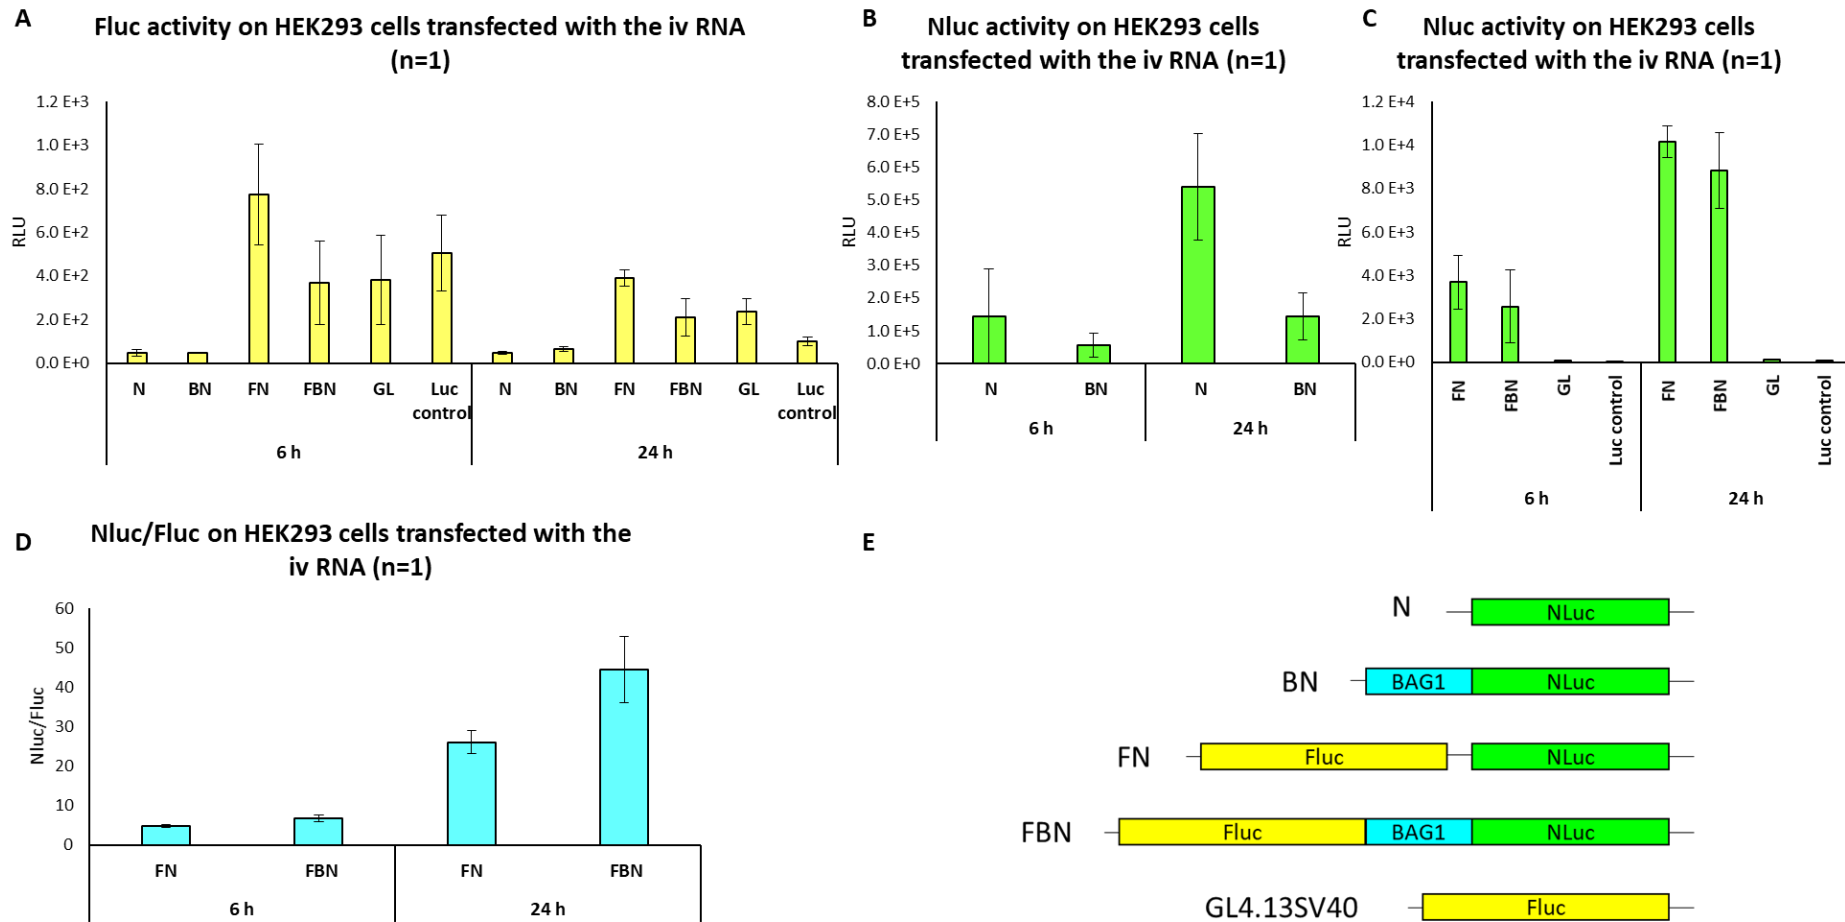 A
Fluc activity on HEK293 cells transfected with the iv RNA
(n=1)
1.2 E+3
1.0 E+3
8.0 E+2
6.0 E+2
4.0 E+2
2.0 E+2
0.0 E+0
RLU
N BN FN FBN GL Luc control N BN FN FBN GL Luc control
6 h 24 h
B
Nluc activity on HEK293 cells
transfected with the iv RNA (n=1)
8.0 E+5
7.0 E+5
6.0 E+5
5.0 E+5
4.0 E+5
3.0 E+5
2.0 E+5
1.0 E+5
0.0 E+0
RLU
N BN N BN
6 h 24 h
C
Nluc activity on HEK293 cells
transfected with the iv RNA (n=1)
1.2 E+4
1.0 E+4
8.0 E+3
6.0 E+3
4.0 E+3
2.0 E+3
0.0 E+0
RLU
FN FBN GL Luc control FN FBN GL Luc control
6 h 24 h
D
Nluc/Fluc on HEK293 cells transfected with the
iv RNA (n=1)
60
50
40
30
20
10
0
Nluc/Fluc
FN FBN FN FBN
6 h 24 h
E
N NLuc
BN BAG1 NLuc
FN Fluc NLuc
FBN Fluc BAG1 NLuc
GL4.13SV40 Fluc